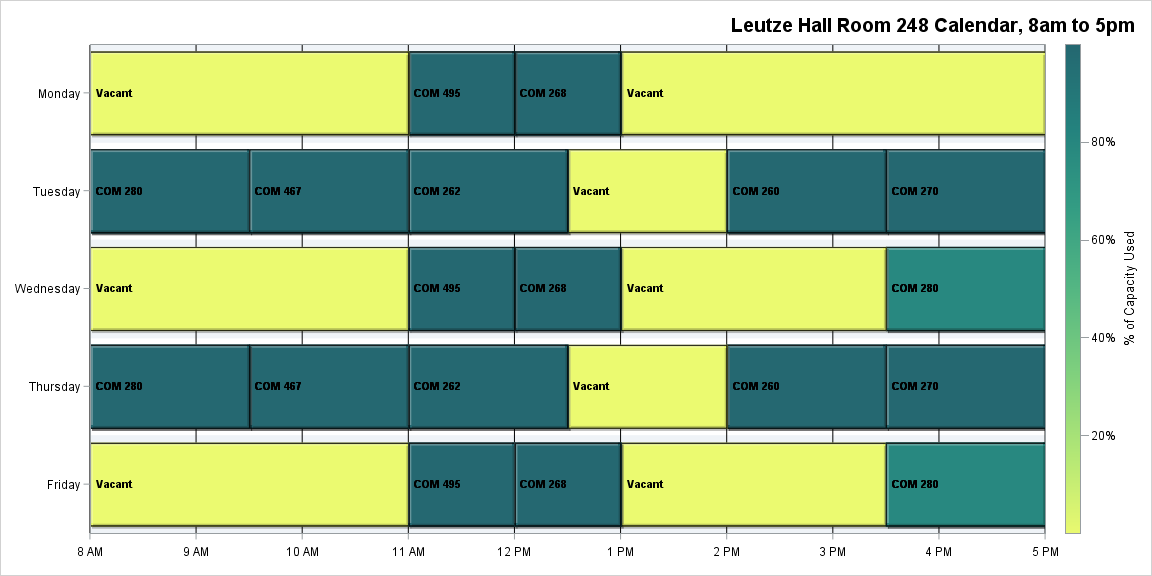 Leutze Hall Room 248 Calendar, 8am to 5pm
Monday
Vacant
COM 495
COM 268
Vacant
Tuesday
COM 280
COM 467
COM 262
Vacant
COM 260
COM 270
Wednesday
Vacant
COM 495
COM 268
Vacant
COM 280
Thursday
COM 280
COM 467
COM 262
Vacant
COM 260
COM 270
Friday
Vacant
COM 495
COM 268
Vacant
COM 280
8 AM
9 AM
10 AM
11 AM
12 PM
1 PM
2 PM
3 PM
4 PM
5 PM
80%
60%
40%
20%
% of Capacity Used